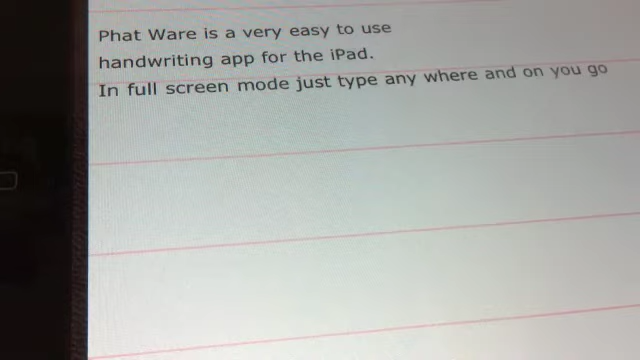 Phat Ware is a very easy to use
handwriting app for the iPad.
In full screen mode just type any where and on you go